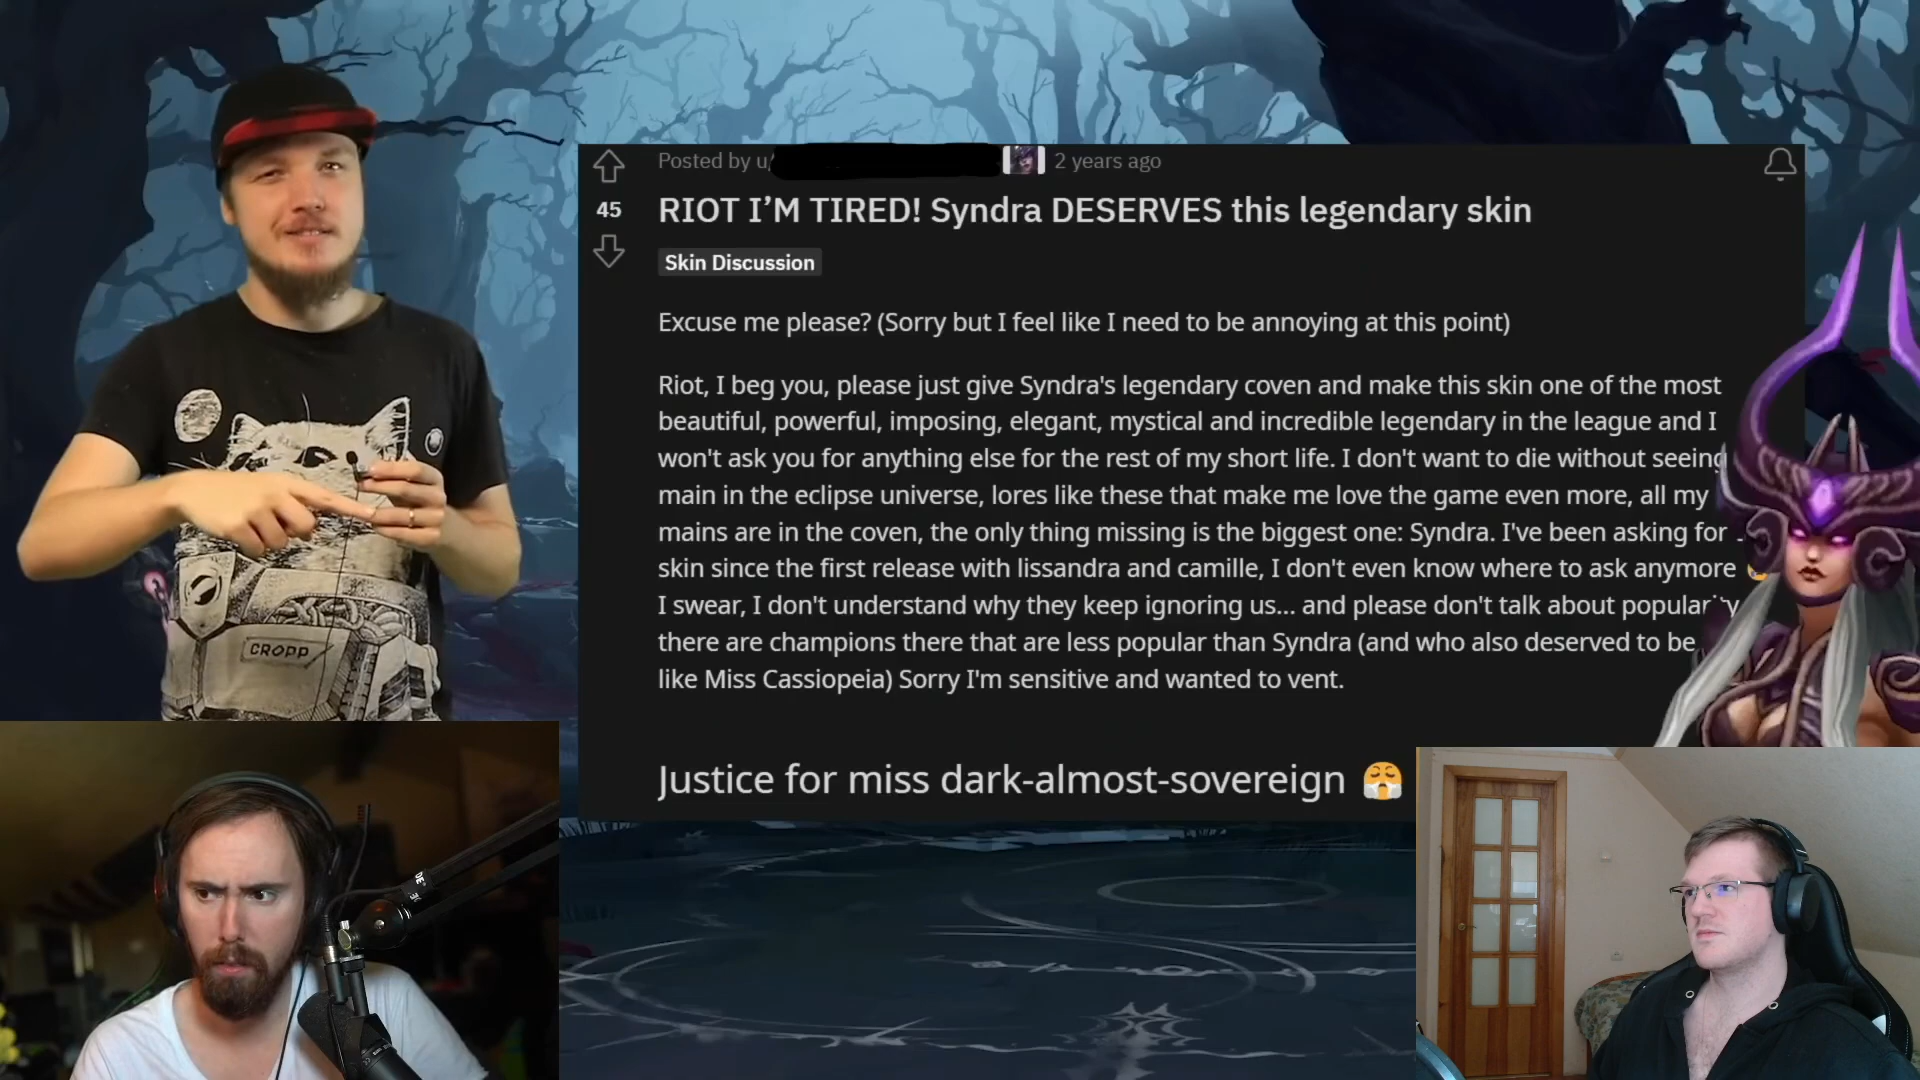 Posted by u/
2 years ago
45
RIOT I’M TIRED! Syndra DESERVES this legendary skin
Skin Discussion
Excuse me please? (Sorry but I feel like I need to be annoying at this point)
Riot, I beg you, please just give Syndra's legendary coven and make this skin one of the most
beautiful, powerful, imposing, elegant, mystical and incredible legendary in the league and I
won't ask you for anything else for the rest of my short life. I don't want to die without seeing
main in the eclipse universe, lores like these that make me love the game even more, all my
mains are in the coven, the only thing missing is the biggest one: Syndra. I've been asking for
skin since the first release with lissandra and camille, I don't even know where to ask anymore
I swear, I don't understand why they keep ignoring us... and please don't talk about popularity
there are champions there that are less popular than Syndra (and who also deserved to be
like Miss Cassiopeia) Sorry I'm sensitive and wanted to vent.
Justice for miss dark-almost-sovereign 😤
CROPP